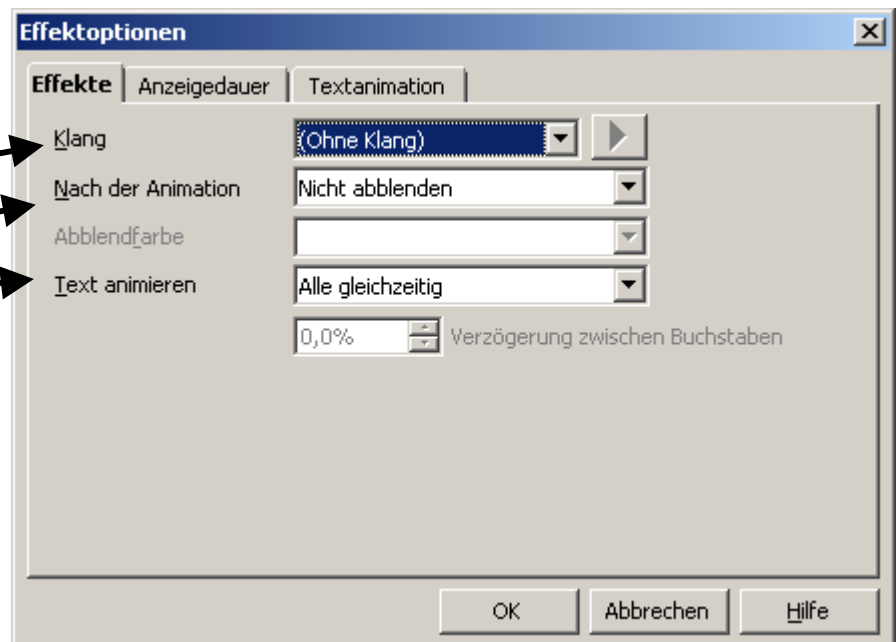 Effektoptionen
Effekte Anzeigedauer Textanimation
Klang (Ohne Klang)
Nach der Animation Nicht abblenden
Abblendfarbe
Text animieren Alle gleichzeitig
0,0% Verzögerung zwischen Buchstaben
OK Abbrechen Hilfe